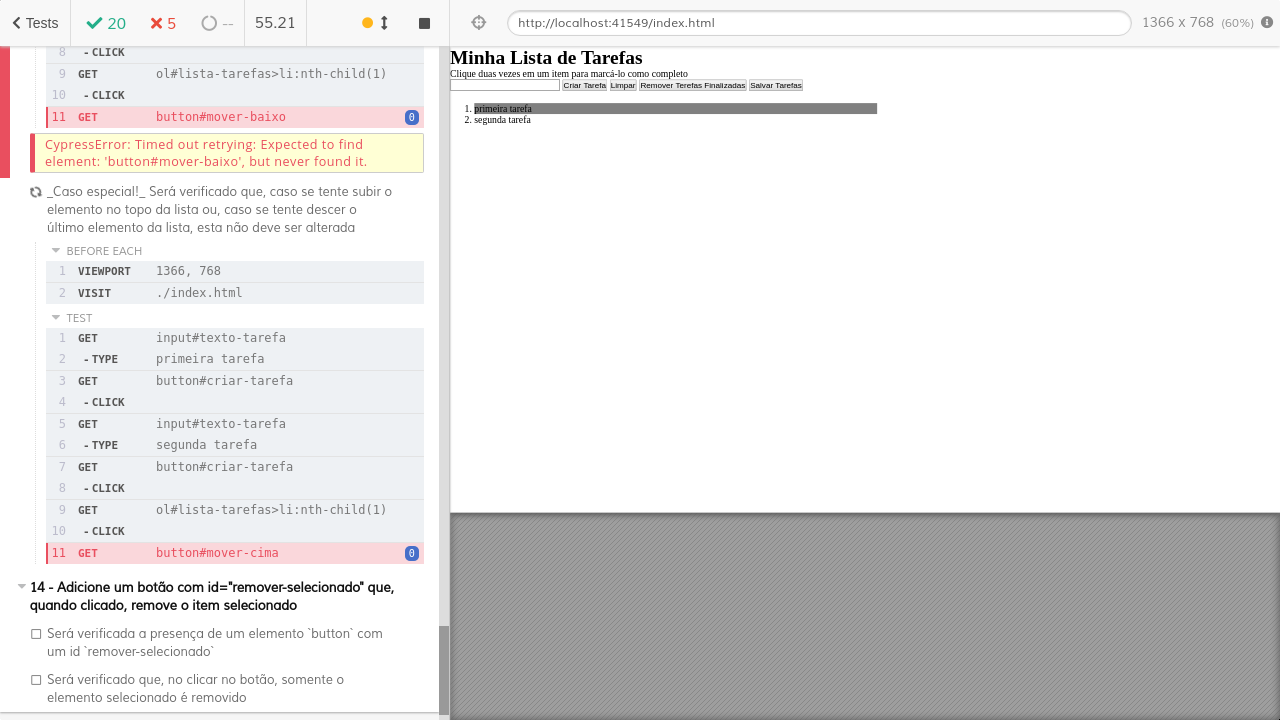 Tests
20
5
--
55.21
http://localhost:41549/index.html
1366 x 768 (60%)
8 - CLICK
9 GET ol#lista-tarefas>li:nth-child(1)
10 - CLICK
11 GET button#mover-baixo 0
CypressError: Timed out retrying: Expected to find
element: 'button#mover-baixo', but never found it.
_Caso especial!_ Será verificado que, caso se tente subir o
elemento no topo da lista ou, caso se tente descer o
último elemento da lista, esta não deve ser alterada
BEFORE EACH
1 VIEWPORT 1366, 768
2 VISIT ./index.html
TEST
1 GET input#texto-tarefa
2 - TYPE primeira tarefa
3 GET button#criar-tarefa
4 - CLICK
5 GET input#texto-tarefa
6 - TYPE segunda tarefa
7 GET button#criar-tarefa
8 - CLICK
9 GET ol#lista-tarefas>li:nth-child(1)
10 - CLICK
11 GET button#mover-cima 0
14 - Adicione um botão com id="remover-selecionado" que,
quando clicado, remove o item selecionado
Será verificada a presença de um elemento `button` com
um id `remover-selecionado`
Será verificado que, no clicar no botão, somente o
elemento selecionado é removido
Minha Lista de Tarefas
Clique duas vezes em um item para marcá-lo como completo
Criar Tarefa Limpar Remover Terefas Finalizadas Salvar Tarefas
1. primeira tarefa
2. segunda tarefa